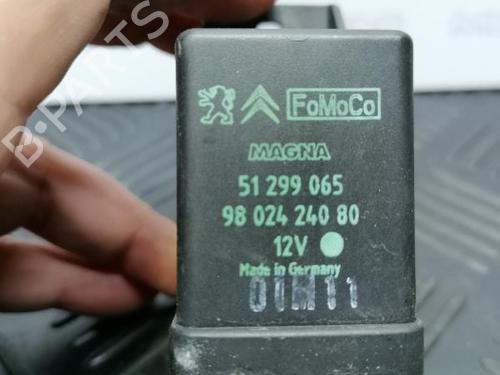 FoMoCo
MAGNA
51 299 065
98 024 240 80
12V
Made in Germany
01M11
B-PARTS